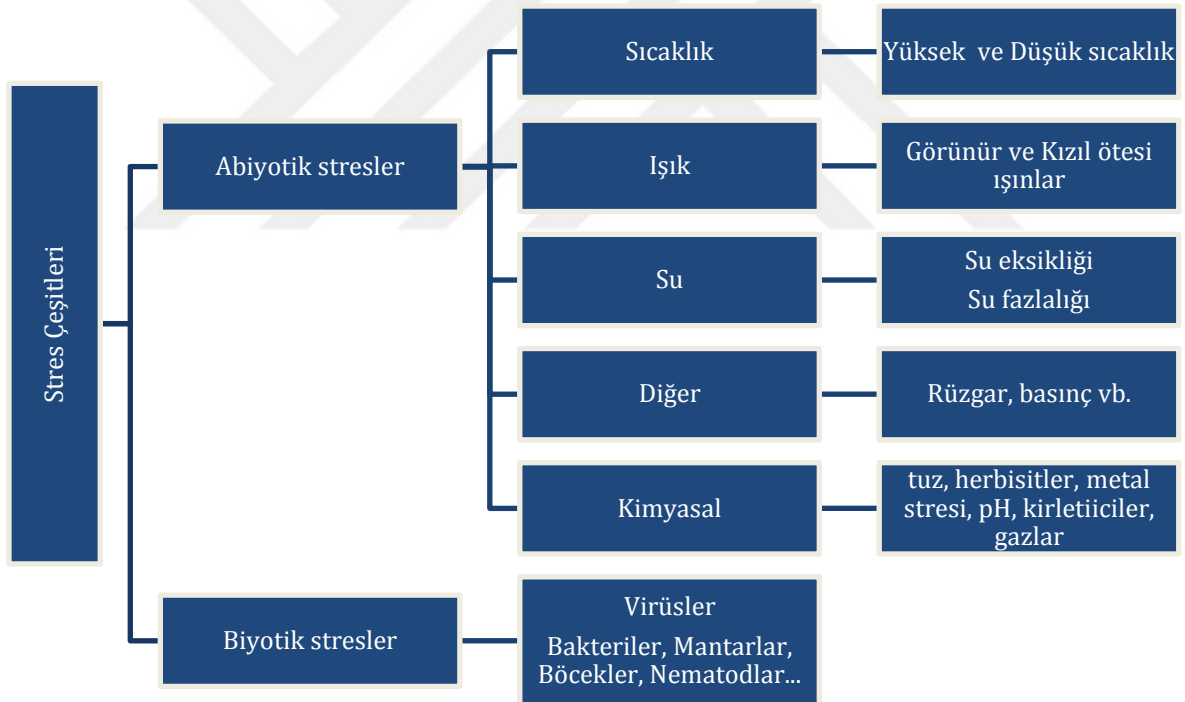 Stres Çeşitleri
Abiyotik stresler
Sıcaklık
Yüksek ve Düşük sıcaklık
Işık
Görünür ve Kızıl ötesi
ışınlar
Su
Su eksikliği
Su fazlalığı
Diğer
Rüzgar, basınç vb.
Kimyasal
tuz, herbisitler, metal
stresi, pH, kirletiiciler,
gazlar
Biyotik stresler
Virüsler
Bakteriler, Mantarlar,
Böcekler, Nematodlar...